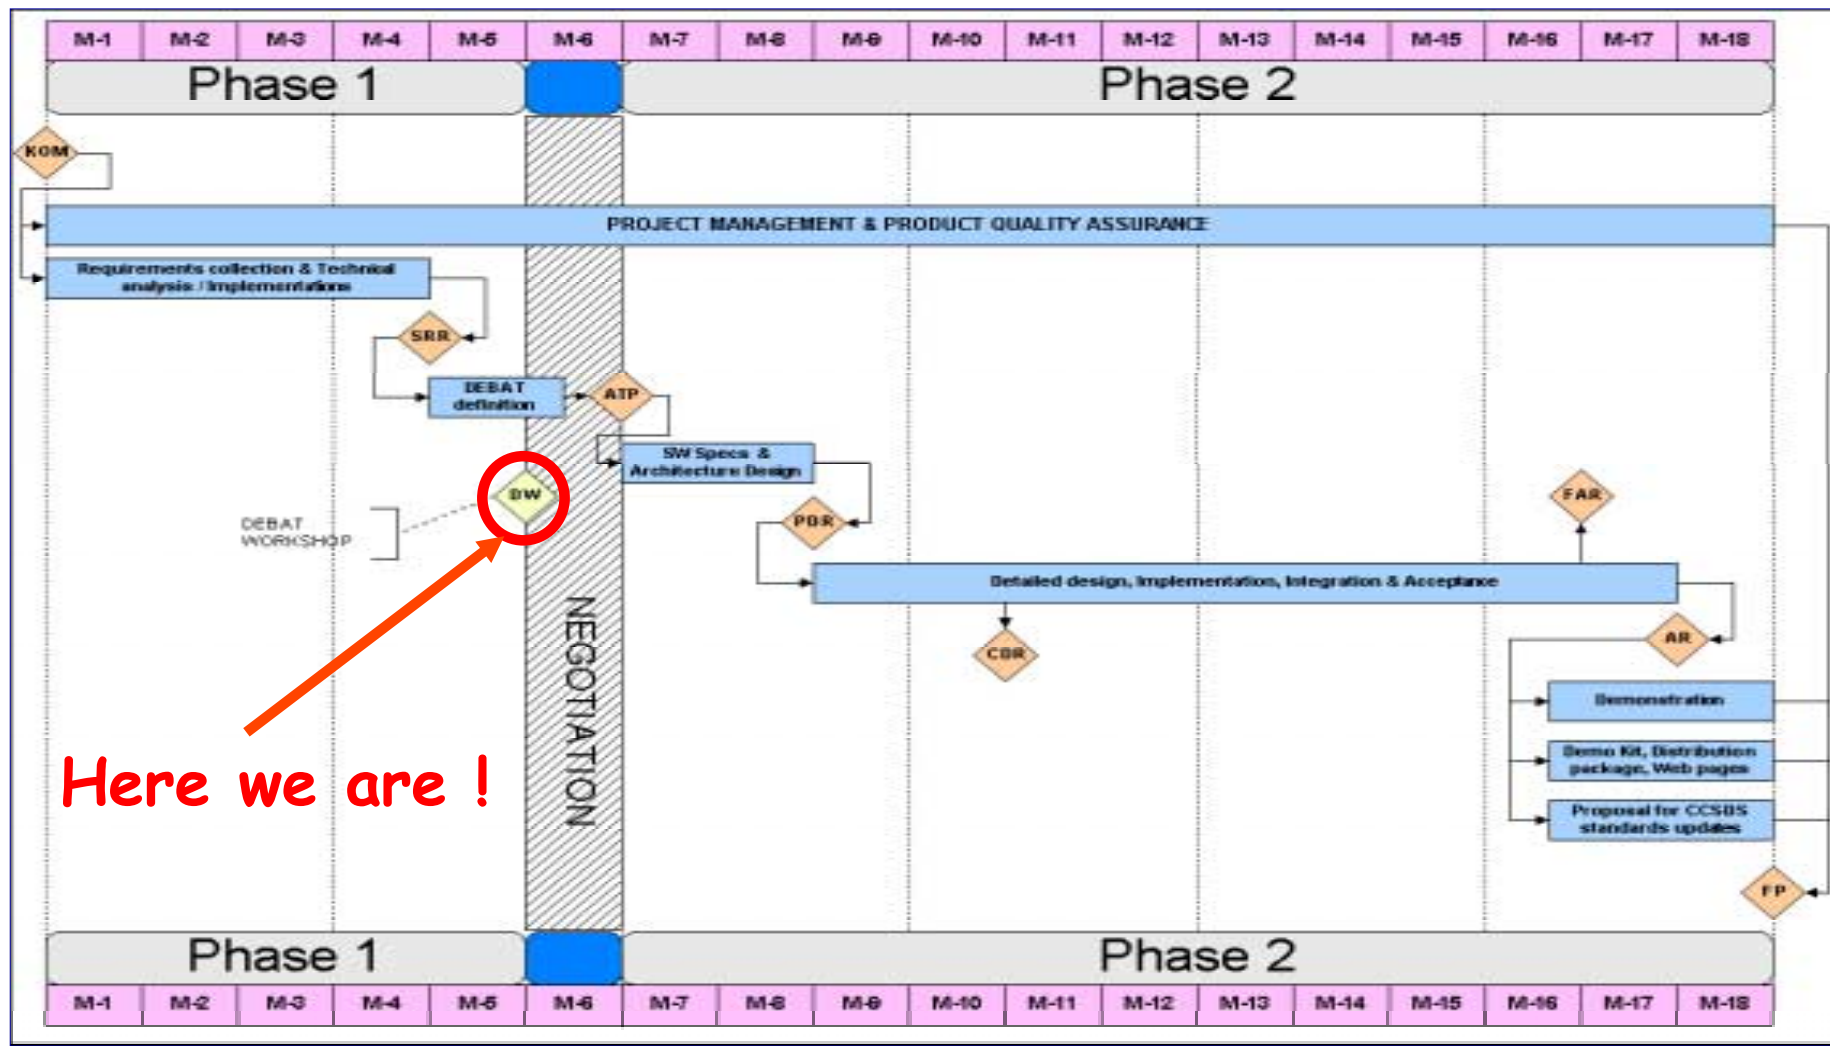 M-1 M-2 M-3 M-4 M-5 M-6 M-7 M-8 M-9 M-10 M-11 M-12 M-13 M-14 M-15 M-16 M-17 M-18
Phase 1 Phase 2
KOM
PROJECT MANAGEMENT & PRODUCT QUALITY ASSURANCE
Requirements collection & Technical
analysis / Implementations
SRR
DEBAT
definition
ATP
SW Specs &
Architecture Design
DW
DEBAT
WORKSHOP
PDR
FAR
Detailed design, Implementation, Integration & Acceptance
CDR
AR
NEGOTIATION
Here we are !
Demonstration
Demo Kit, Distribution
package, Web pages
Proposal for CCSDS
standards updates
FP
Phase 1 Phase 2
M-1 M-2 M-3 M-4 M-5 M-6 M-7 M-8 M-9 M-10 M-11 M-12 M-13 M-14 M-15 M-16 M-17 M-18